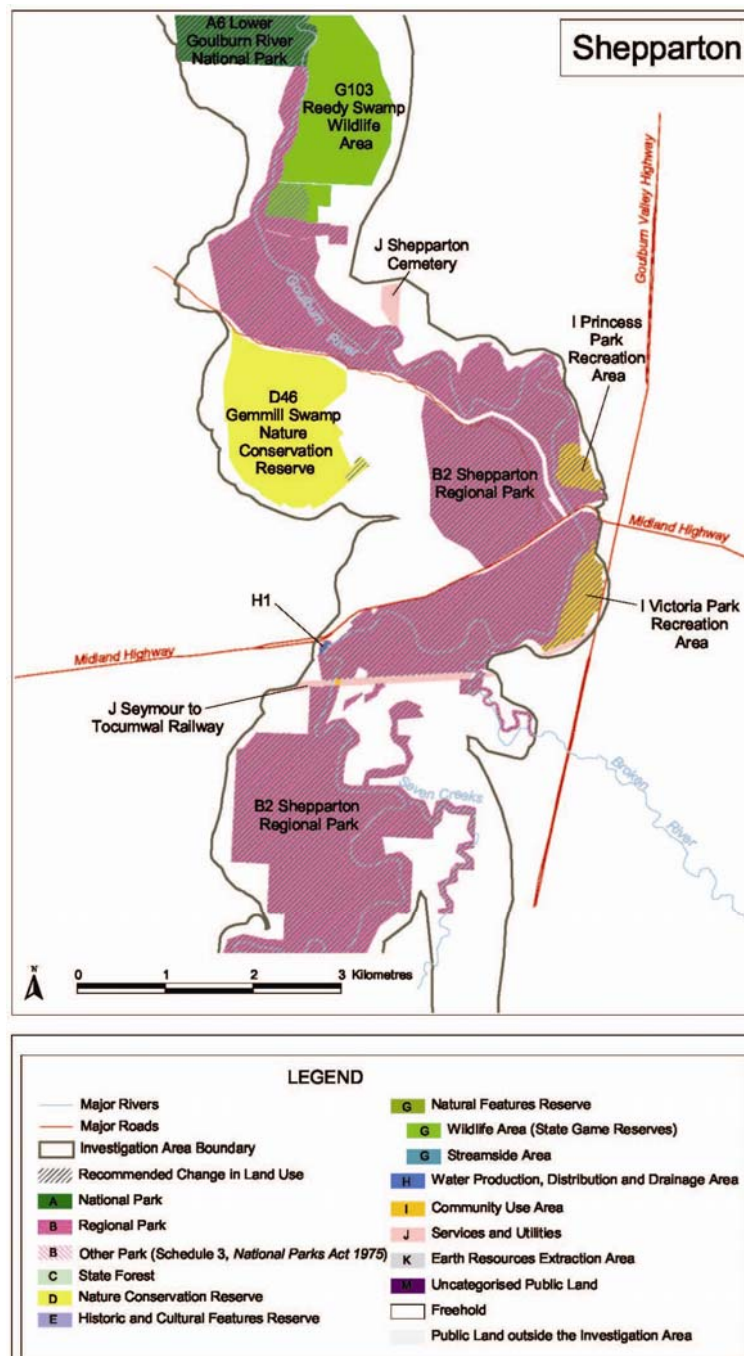 Shepparton
A6 Lower
Goulburn River
National Park
G103
Reedy Swamp
Wildlife
Area
Goulburn Valley Highway
J Shepparton
Cemetery
Goulburn River
I Princess
Park
Recreation
Area
D46
Gemmill Swamp
Nature
Conservation
Reserve
B2 Shepparton
Regional Park
Midland Highway
H1
I Victoria Park
Recreation
Area
Midland Highway
J Seymour to
Tocumwal Railway
B2 Shepparton
Regional Park
Seven Creeks
Broken River
N
0 1 2 3 Kilometres
LEGEND
Major Rivers
Major Roads
Investigation Area Boundary
Recommended Change in Land Use
A National Park
B Regional Park
B Other Park (Schedule 3, National Parks Act 1975)
C State Forest
D Nature Conservation Reserve
E Historic and Cultural Features Reserve
G Natural Features Reserve
G Wildlife Area (State Game Reserves)
G Streamside Area
H Water Production, Distribution and Drainage Area
I Community Use Area
J Services and Utilities
K Earth Resources Extraction Area
M Uncategorised Public Land
Freehold
Public Land outside the Investigation Area